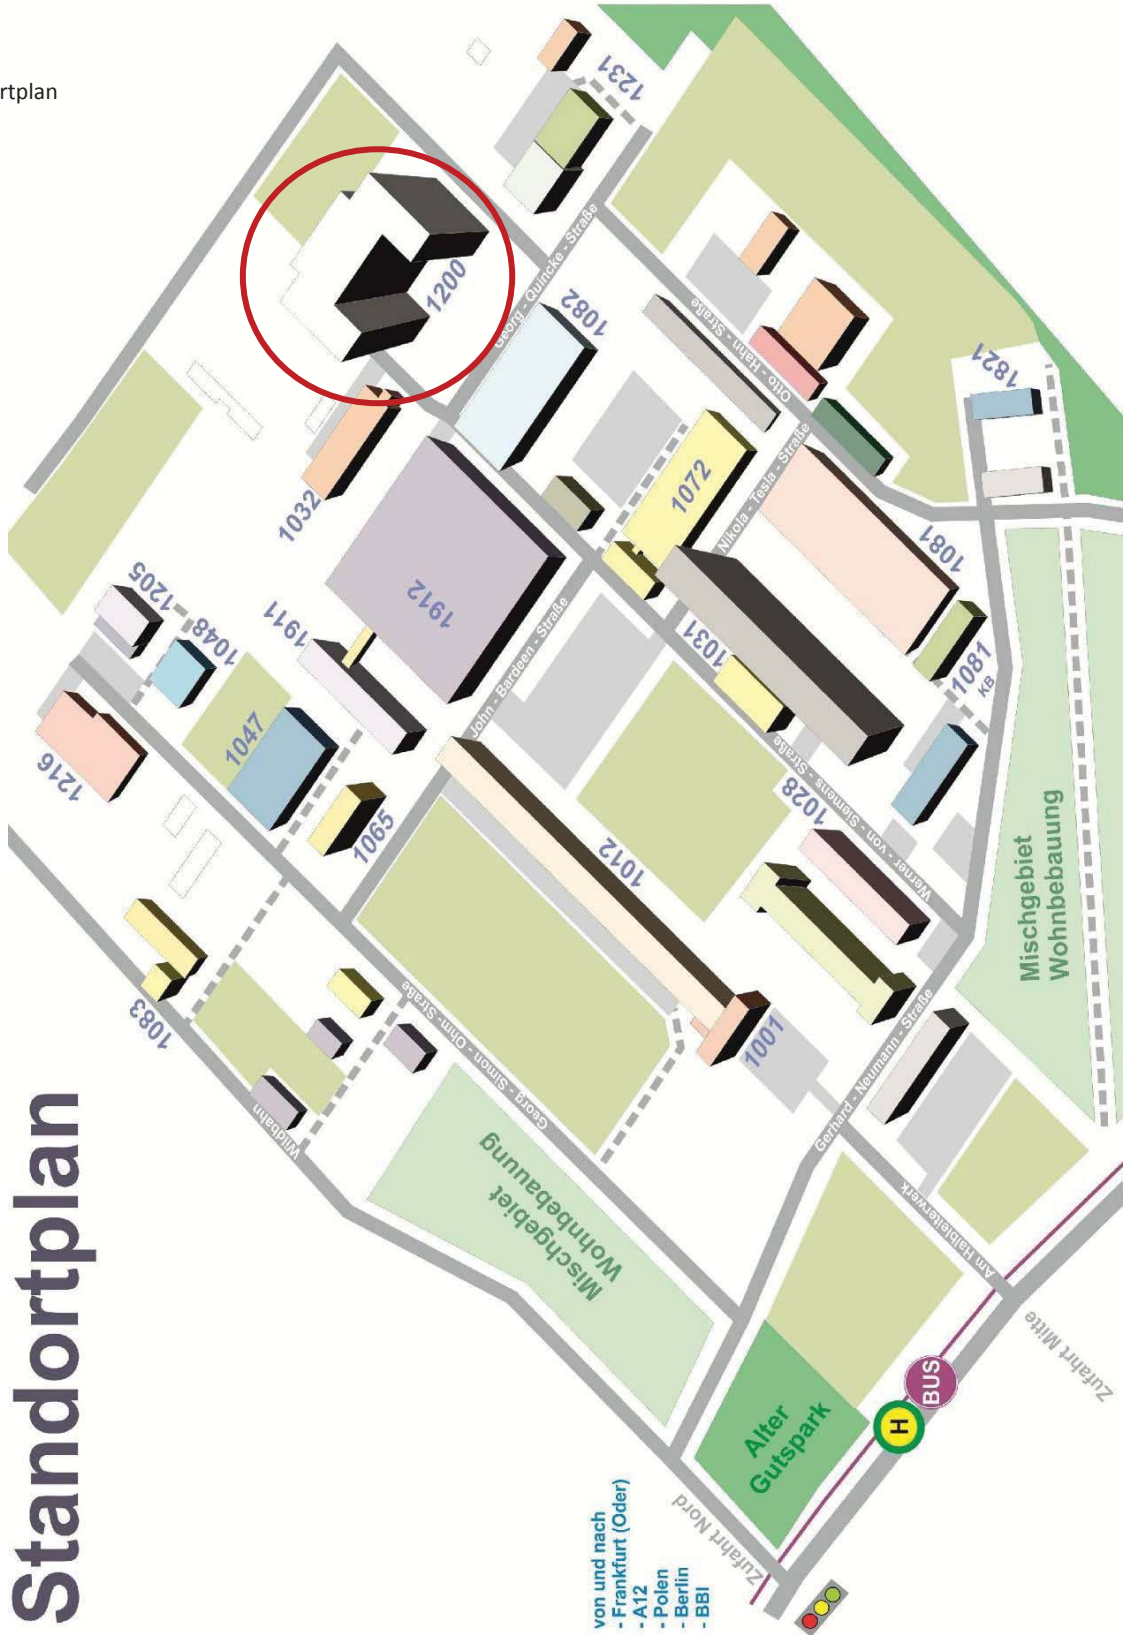 rtplan
Standortplan
1231
1200
Georg - Quincke - Straße
1082
Otto - Hahn - Straße
1821
1032
1072
Nikola - Tesla - Straße
1205
1048
1911
1912
1081
1031
1081
KB
John - Bardeen - Straße
1216
1047
1065
1012
Werner - von - Siemens - Straße
1028
Mischgebiet
Wohnbebauung
1083
Georg - Simon - Ohm - Straße
1001
Wildbahn
Gerhard - Neumann - Straße
Mischgebiet
Wohnbebauung
Am Halbleiterwerk
Zufahrt Mitte
BUS
H
Alter
Gutspark
Zufahrt Nord
von und nach
- Frankfurt (Oder)
- A12
- Polen
- Berlin
- BBI